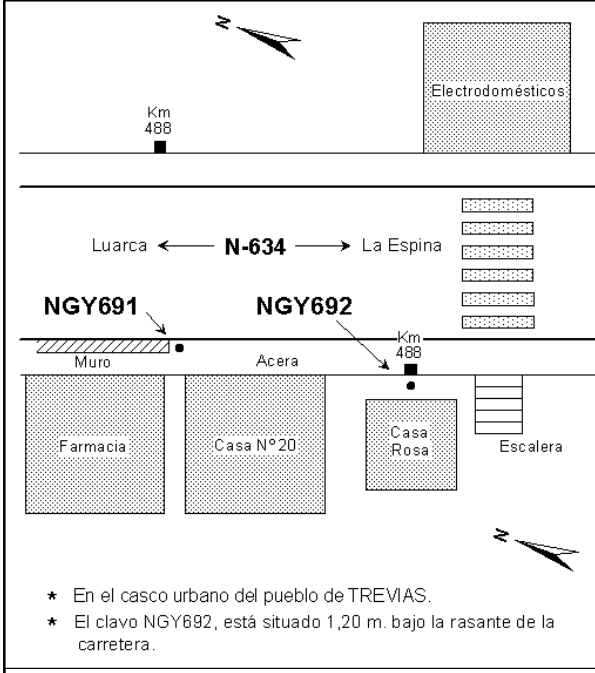 N
Electrodomésticos
Km
488
Luarca
N-634
La Espina
NGY691
NGY692
Km
488
Muro
Acera
Farmacia
Casa Nº20
Casa
Rosa
Escalera
N
* En el casco urbano del pueblo de TREVIAS.
* El clavo NGY692, está situado 1,20 m. bajo la rasante de la
carretera.